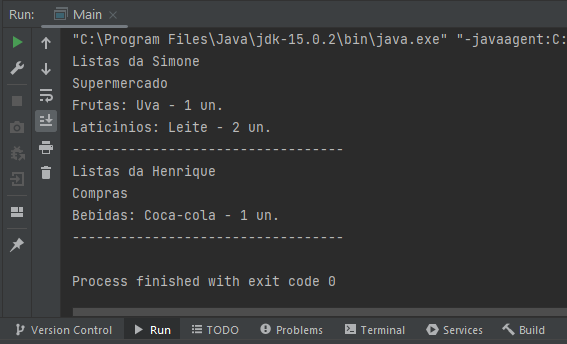 Run: Main
"C:\Program Files\Java\jdk-15.0.2\bin\java.exe" "-javaagent:C:
Listas da Simone
Supermercado
Frutas: Uva - 1 un.
Laticinios: Leite - 2 un.
----------------------------------
Listas da Henrique
Compras
Bebidas: Coca-cola - 1 un.
----------------------------------
Process finished with exit code 0
Version Control Run TODO Problems Terminal Services Build